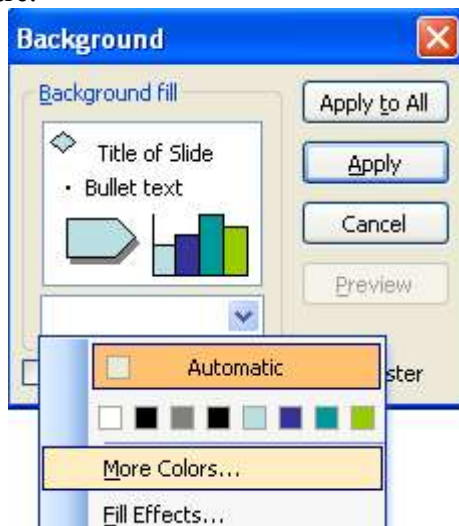 Background
Background fill
Apply to All
Title of Slide
Apply
• Bullet text
Cancel
Preview
Automatic
ster
More Colors...
Fill Effects...